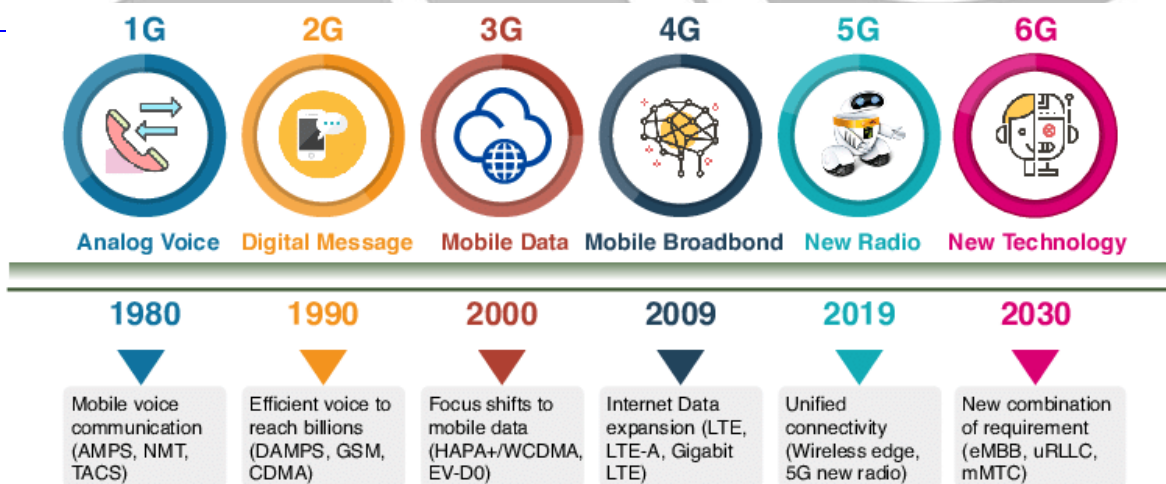 1G
2G
3G
4G
5G
6G
Analog Voice
Digital Message
Mobile Data
Mobile Broadbond
New Radio
New Technology
1980
1990
2000
2009
2019
2030
Mobile voice
communication
(AMPS, NMT,
TACS)
Efficient voice to
reach billions
(DAMPS, GSM,
CDMA)
Focus shifts to
mobile data
(HAPA+/WCDMA,
EV-D0)
Internet Data
expansion (LTE,
LTE-A, Gigabit
LTE)
Unified
connectivity
(Wireless edge,
5G new radio)
New combination
of requirement
(eMBB, uRLLC,
mMTC)